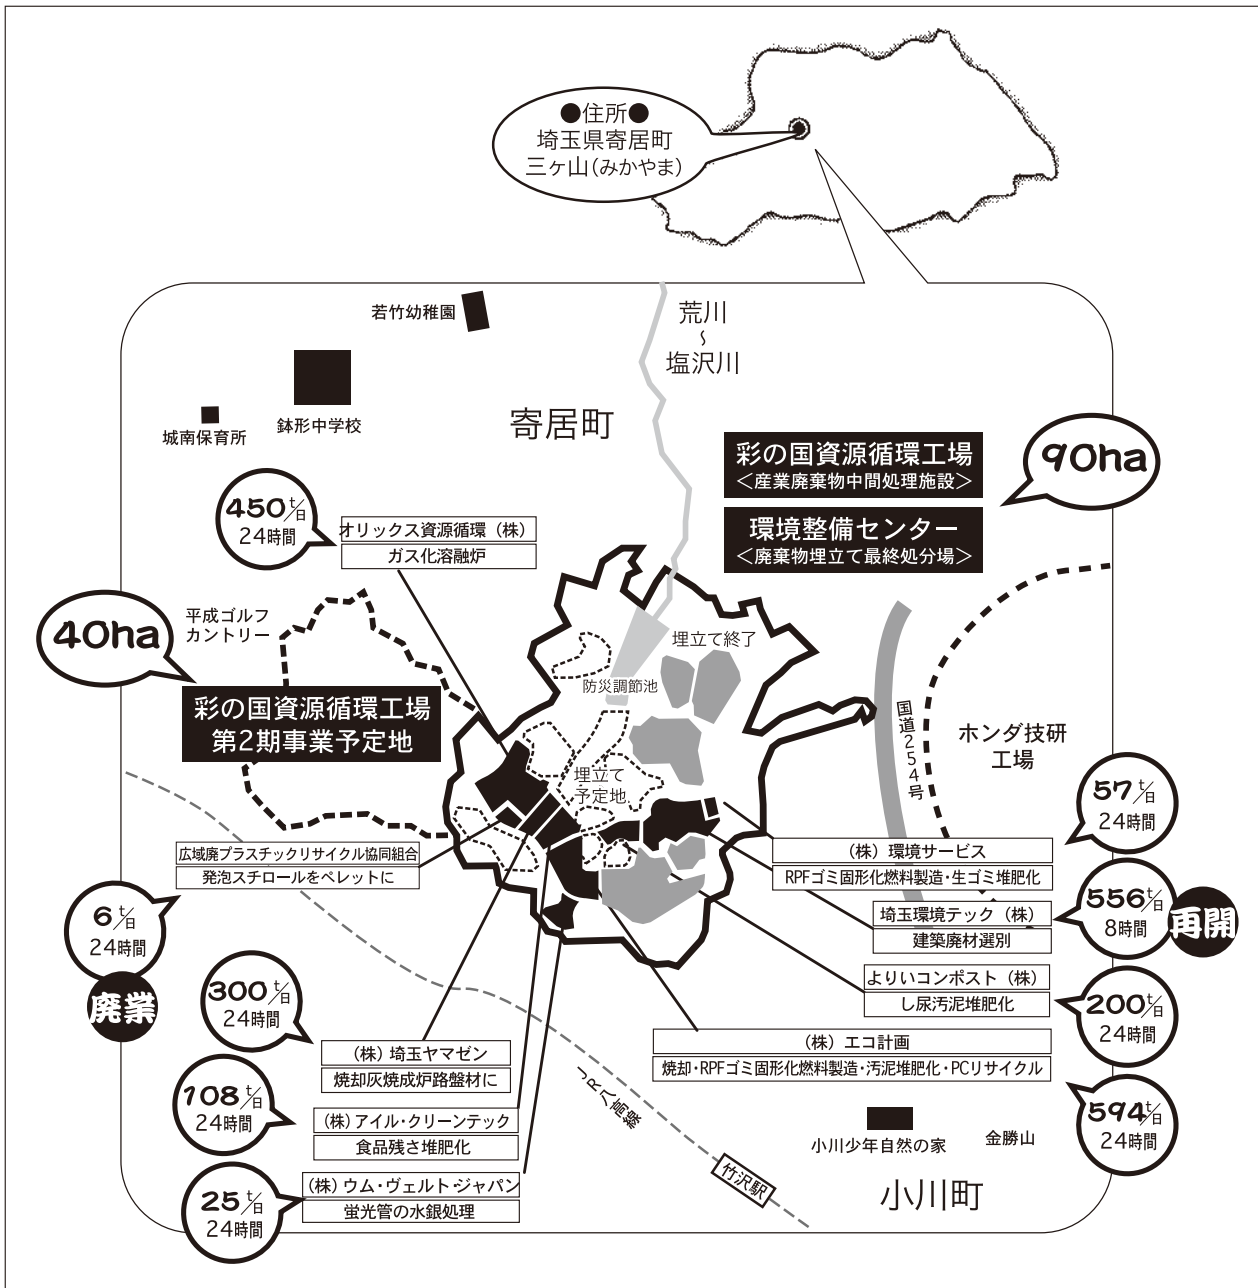 ●住所●
埼玉県寄居町
三ヶ山(みかやま)
若竹幼稚園
荒川
〜
塩沢川
鉢形中学校
城南保育所
寄居町
彩の国資源循環工場
＜産業廃棄物中間処理施設＞
90ha
環境整備センター
＜廃棄物埋立て最終処分場＞
450t/日
24時間
オリックス資源循環（株）
ガス化溶融炉
平成ゴルフ
カントリー
40ha
彩の国資源循環工場
第2期事業予定地
埋立て終了
防災調節池
埋立て
予定地
国道254号
ホンダ技研
工場
57t/日
24時間
（株）環境サービス
RPFゴミ固形化燃料製造・生ゴミ堆肥化
広域廃プラスチックリサイクル協同組合
発泡スチロールをペレットに
6t/日
24時間
廃業
埼玉環境テック（株）
建築廃材選別
556t/日
8時間
再開
よりいコンポスト（株）
し尿汚泥堆肥化
200t/日
24時間
300t/日
24時間
（株）埼玉ヤマゼン
焼却灰焼成炉路盤材に
（株）エコ計画
焼却・RPFゴミ固形化燃料製造・汚泥堆肥化・PCリサイクル
594t/日
24時間
108t/日
24時間
（株）アイル・クリーンテック
食品残さ堆肥化
JR八高線
小川少年自然の家
金勝山
25t/日
24時間
（株）ウム・ヴェルト・ジャパン
蛍光管の水銀処理
竹沢駅
小川町